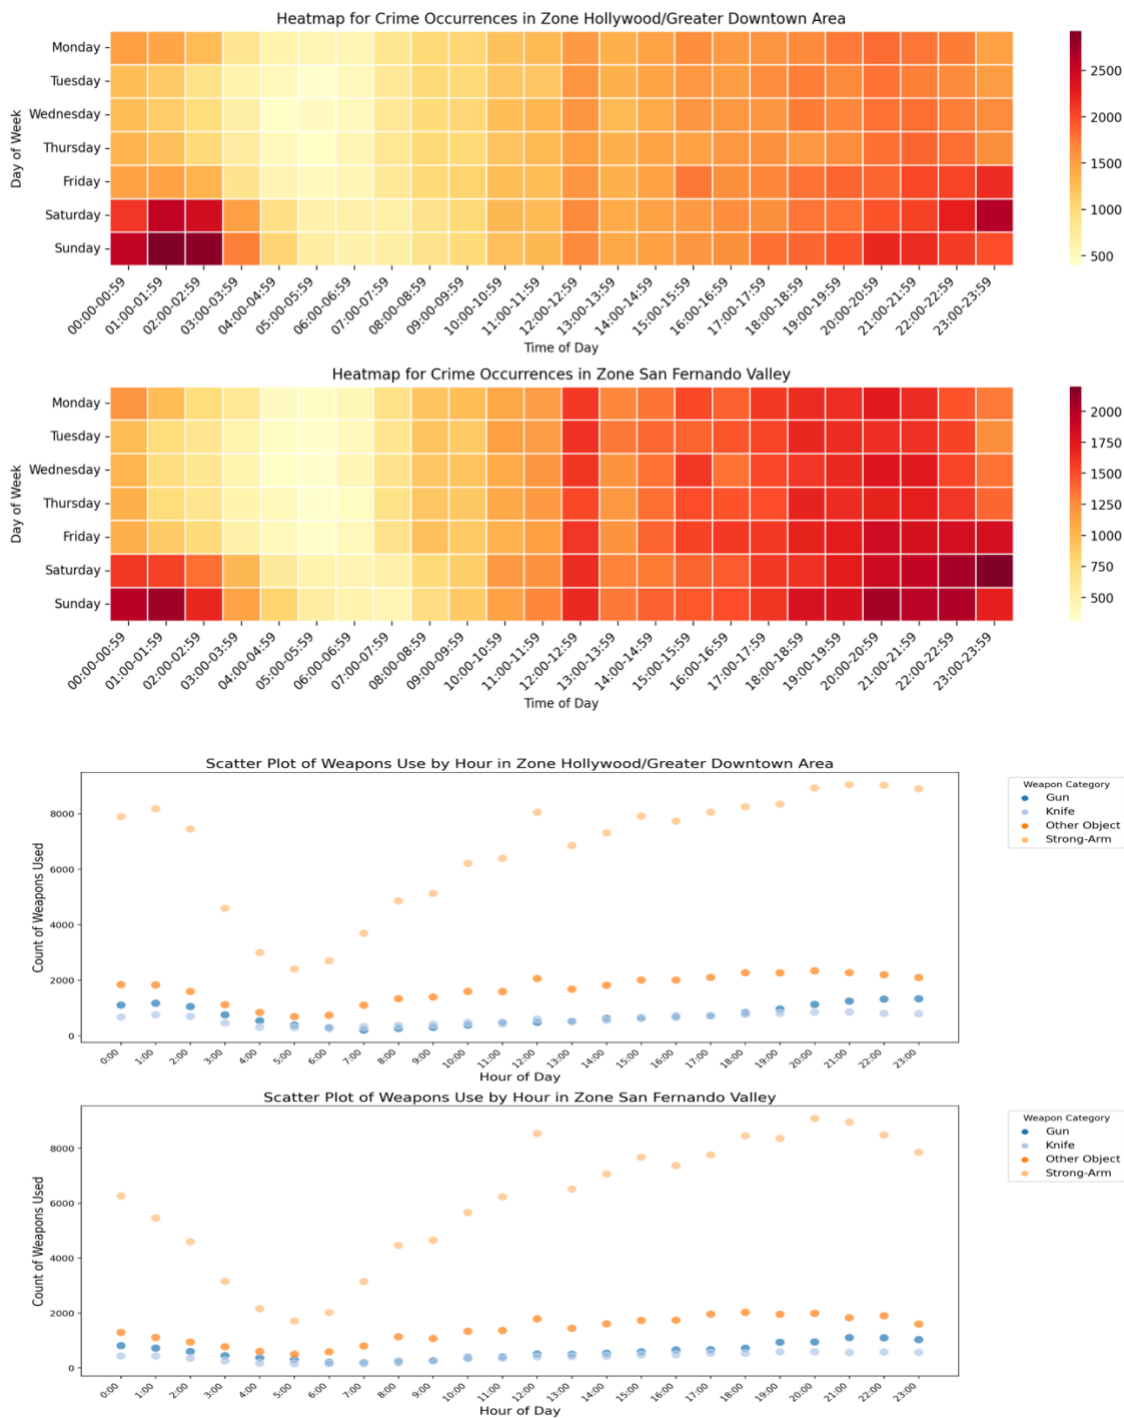 Heatmap for Crime Occurrences in Zone Hollywood/Greater Downtown Area
Day of Week
Monday
Tuesday
Wednesday
Thursday
Friday
Saturday
Sunday
00:00-00:59 01:00-01:59 02:00-02:59 03:00-03:59 04:00-04:59 05:00-05:59 06:00-06:59 07:00-07:59 08:00-08:59 09:00-09:59 10:00-10:59 11:00-11:59 12:00-12:59 13:00-13:59 14:00-14:59 15:00-15:59 16:00-16:59 17:00-17:59 18:00-18:59 19:00-19:59 20:00-20:59 21:00-21:59 22:00-22:59 23:00-23:59
Time of Day
2500
2000
1500
1000
500
Heatmap for Crime Occurrences in Zone San Fernando Valley
Day of Week
Monday
Tuesday
Wednesday
Thursday
Friday
Saturday
Sunday
00:00-00:59 01:00-01:59 02:00-02:59 03:00-03:59 04:00-04:59 05:00-05:59 06:00-06:59 07:00-07:59 08:00-08:59 09:00-09:59 10:00-10:59 11:00-11:59 12:00-12:59 13:00-13:59 14:00-14:59 15:00-15:59 16:00-16:59 17:00-17:59 18:00-18:59 19:00-19:59 20:00-20:59 21:00-21:59 22:00-22:59 23:00-23:59
Time of Day
2000
1750
1500
1250
1000
750
500
Scatter Plot of Weapons Use by Hour in Zone Hollywood/Greater Downtown Area
Count of Weapons Used
8000
6000
4000
2000
0
0:00 1:00 2:00 3:00 4:00 5:00 6:00 7:00 8:00 9:00 10:00 11:00 12:00 13:00 14:00 15:00 16:00 17:00 18:00 19:00 20:00 21:00 22:00 23:00
Hour of Day
Weapon Category
Gun
Knife
Other Object
Strong-Arm
Scatter Plot of Weapons Use by Hour in Zone San Fernando Valley
Count of Weapons Used
8000
6000
4000
2000
0
0:00 1:00 2:00 3:00 4:00 5:00 6:00 7:00 8:00 9:00 10:00 11:00 12:00 13:00 14:00 15:00 16:00 17:00 18:00 19:00 20:00 21:00 22:00 23:00
Hour of Day
Weapon Category
Gun
Knife
Other Object
Strong-Arm